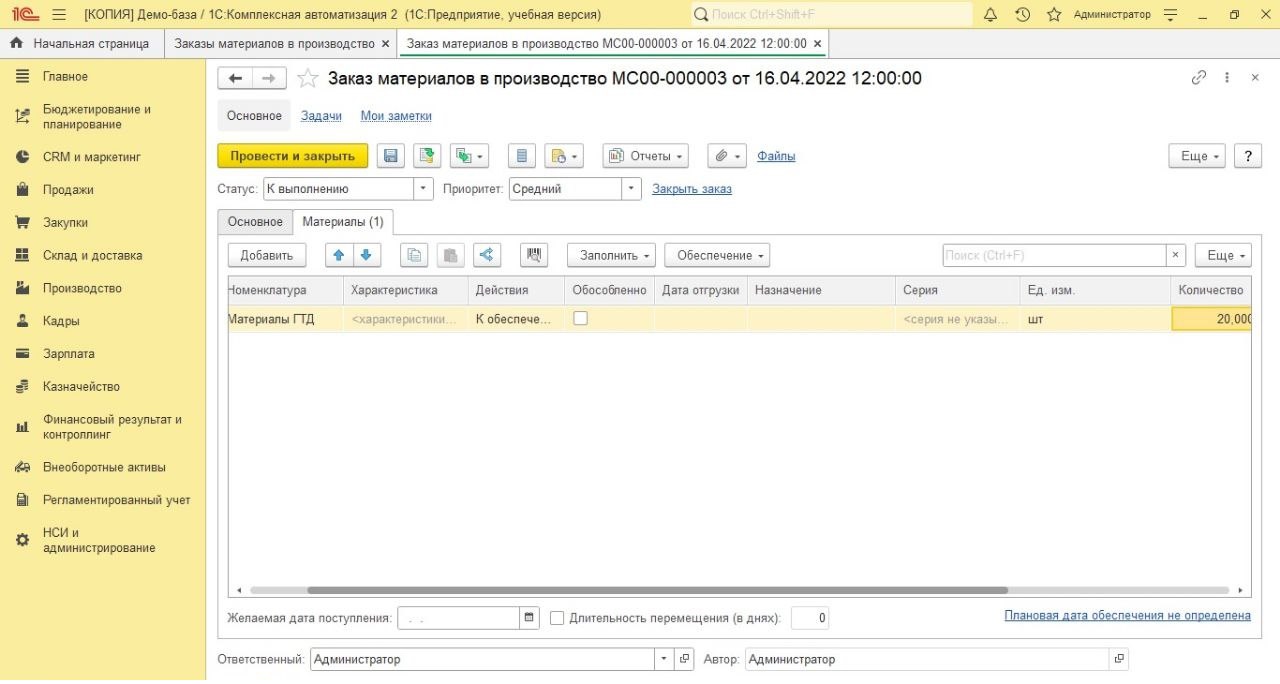 1С [КОПИЯ] Демо-база / 1С:Комплексная автоматизация 2 (1С:Предприятие, учебная версия) Поиск Ctrl+Shift+F Администратор
Начальная страница Заказы материалов в производство × Заказ материалов в производство МС00-000003 от 16.04.2022 12:00:00 ×
Главное
Бюджетирование и
планирование
CRM и маркетинг
Продажи
Закупки
Склад и доставка
Производство
Кадры
Зарплата
Казначейство
Финансовый результат и
контроллинг
Внеоборотные активы
Регламентированный учет
НСИ и
администрирование
Заказ материалов в производство МС00-000003 от 16.04.2022 12:00:00
Основное Задачи Мои заметки
Провести и закрыть Отчеты Файлы Еще ?
Статус: К выполнению Приоритет: Средний Закрыть заказ
Основное Материалы (1)
Добавить Заполнить Обеспечение Поиск (Ctrl+F) × Еще
Номенклатура Характеристика Действия Обособленно Дата отгрузки Назначение Серия Ед. изм. Количество
Материалы ГТД <характеристики... К обеспече... <серия не указы... шт 20,000
Желаемая дата поступления: . . Длительность перемещения (в днях): 0 Плановая дата обеспечения не определена
Ответственный: Администратор Автор: Администратор